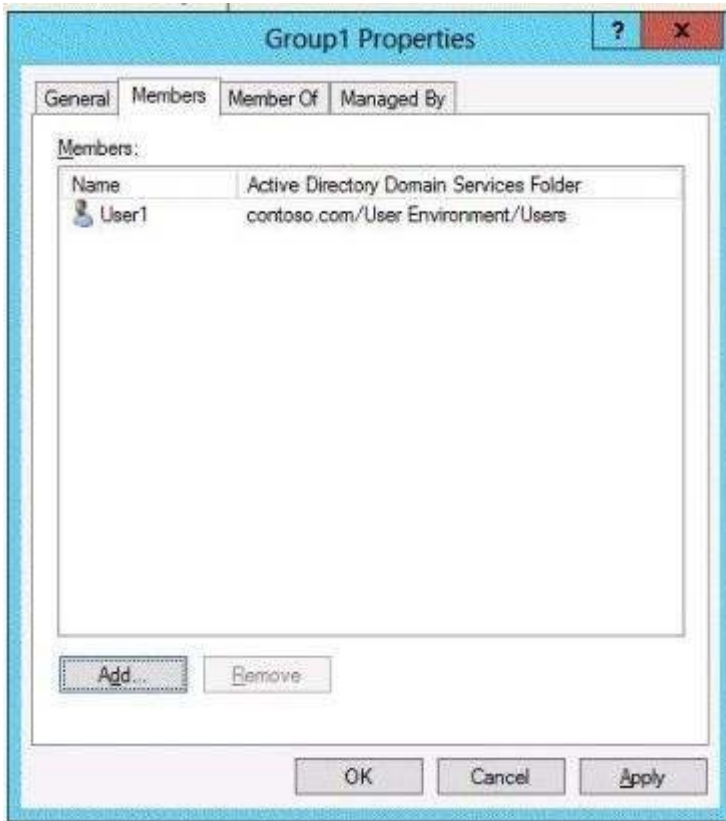 Group1 Properties
? x
General Members Member Of Managed By
Members:
Name Active Directory Domain Services Folder
User1 contoso.com/User Environment/Users
Add... Remove
OK Cancel Apply